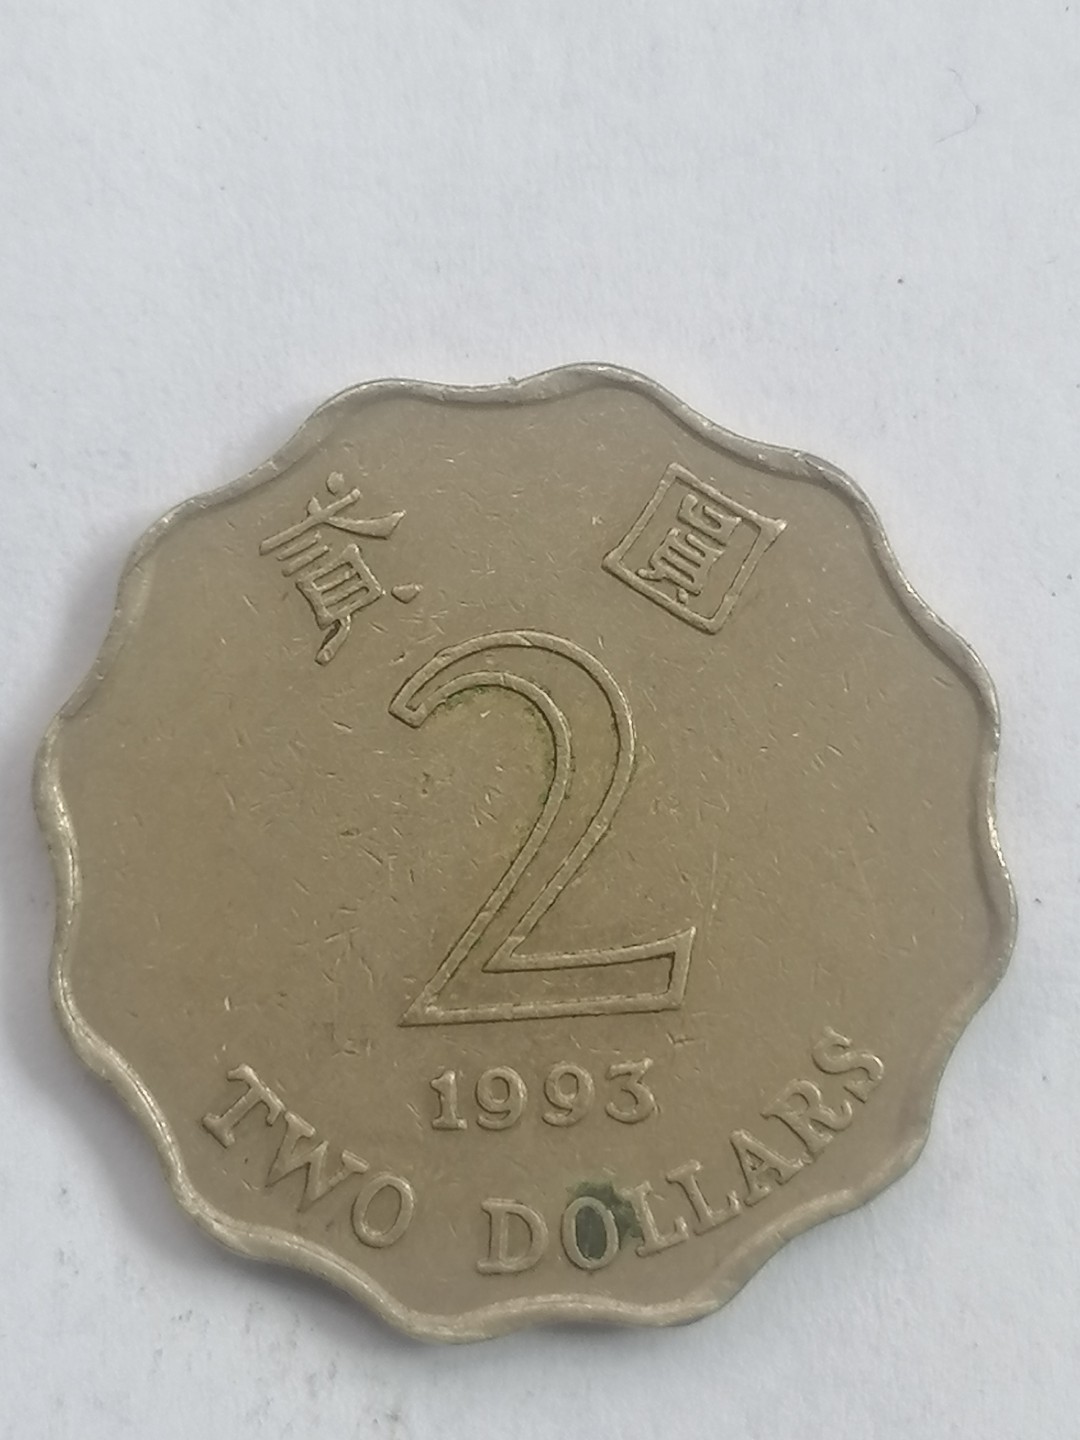 貳 圓
2
1993
TWO DOLLARS